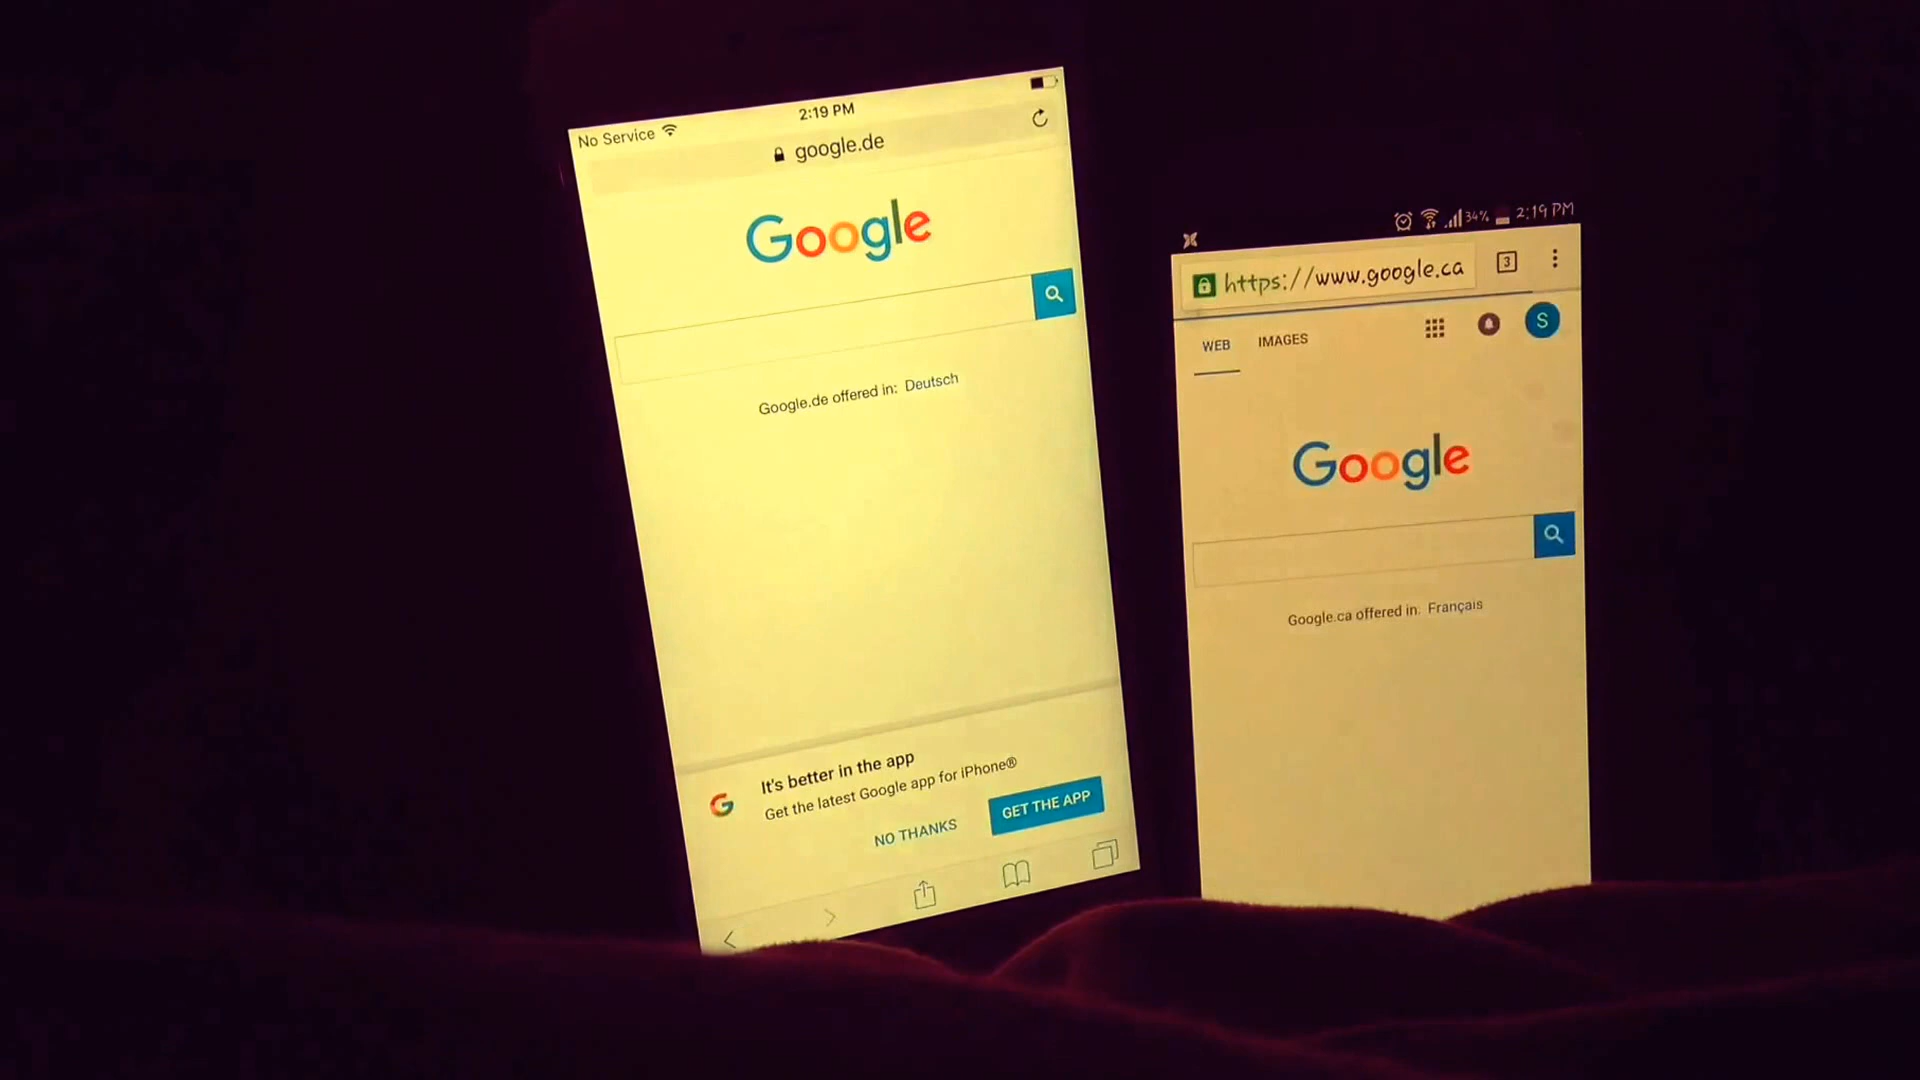 No Service 2:19 PM
google.de
Google
Google.de offered in: Deutsch
It's better in the app
Get the latest Google app for iPhone®
NO THANKS GET THE APP
34% 2:19 PM
https://www.google.ca 3
WEB IMAGES S
Google
Google.ca offered in: Français